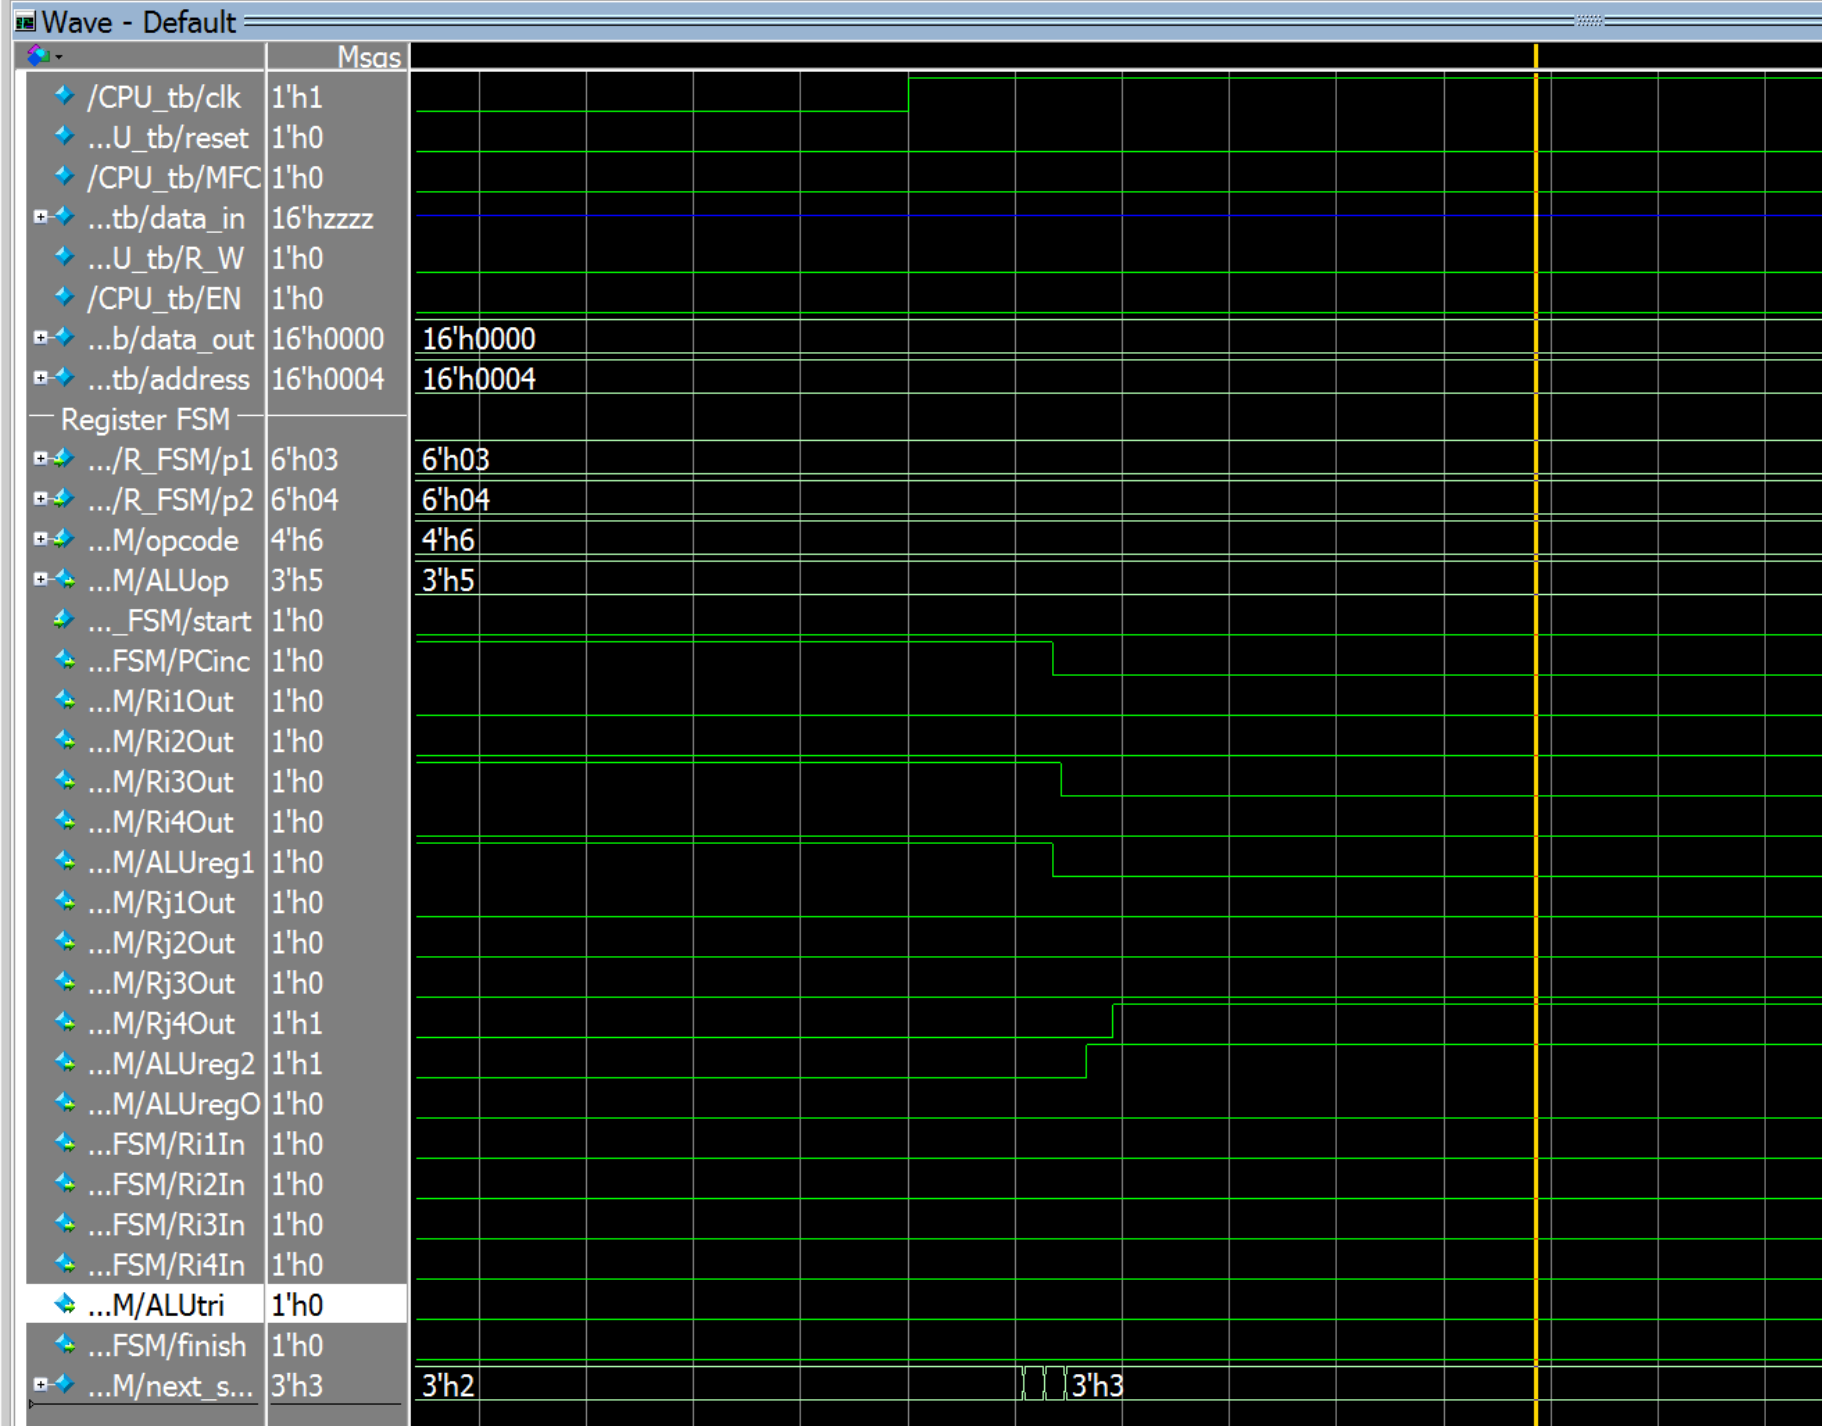 Wave - Default
Msgs
/CPU_tb/clk 1'h1
...U_tb/reset 1'h0
/CPU_tb/MFC 1'h0
...tb/data_in 16'hzzzz
...U_tb/R_W 1'h0
/CPU_tb/EN 1'h0
...b/data_out 16'h0000 16'h0000
...tb/address 16'h0004 16'h0004
Register FSM
.../R_FSM/p1 6'h03 6'h03
.../R_FSM/p2 6'h04 6'h04
...M/opcode 4'h6 4'h6
...M/ALUop 3'h5 3'h5
..._FSM/start 1'h0
...FSM/PCinc 1'h0
...M/Ri1Out 1'h0
...M/Ri2Out 1'h0
...M/Ri3Out 1'h0
...M/Ri4Out 1'h0
...M/ALUreg1 1'h0
...M/Rj1Out 1'h0
...M/Rj2Out 1'h0
...M/Rj3Out 1'h0
...M/Rj4Out 1'h1
...M/ALUreg2 1'h1
...M/ALUregO 1'h0
...FSM/Ri1In 1'h0
...FSM/Ri2In 1'h0
...FSM/Ri3In 1'h0
...FSM/Ri4In 1'h0
...M/ALUtri 1'h0
...FSM/finish 1'h0
...M/next_s... 3'h3 3'h2 3'h3